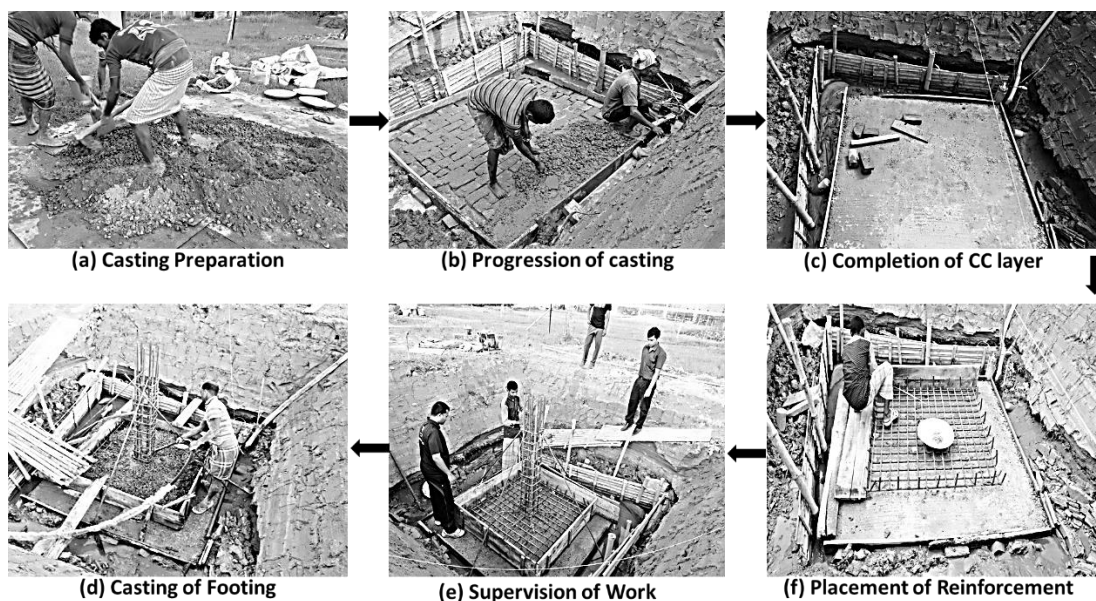 (a) Casting Preparation
(b) Progression of casting
(c) Completion of CC layer
(d) Casting of Footing
(e) Supervision of Work
(f) Placement of Reinforcement